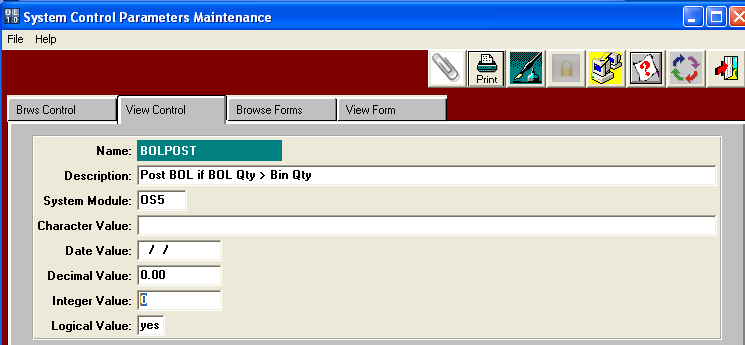 System Control Parameters Maintenance
File Help
Print
Brws Control View Control Browse Forms View Form
Name: BOLPOST
Description: Post BOL if BOL Qty > Bin Qty
System Module: OS5
Character Value:
Date Value: / /
Decimal Value: 0.00
Integer Value: 0
Logical Value: yes